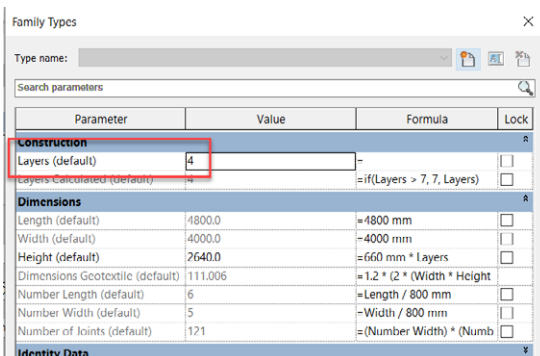 Family Types
Type name:
Search parameters
Parameter Value Formula Lock
Construction
Layers (default) 4 =
Layers Calculated (default) 4 =if(Layers > 7, 7, Layers)
Dimensions
Length (default) 4800.0 =4800 mm
Width (default) 4000.0 =4000 mm
Height (default) 2640.0 =660 mm * Layers
Dimensions Geotextile (default) 111.006 =1.2 * (2 * (Width * Height
Number Length (default) 6 =Length / 800 mm
Number Width (default) 5 =Width / 800 mm
Number of Joints (default) 121 =(Number Width) * (Numb
Identity Data